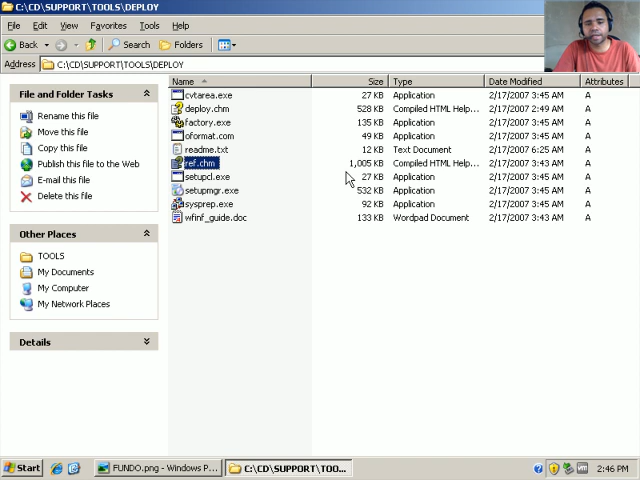 C:\CD\SUPPORT\TOOLS\DEPLOY
File Edit View Favorites Tools Help
Back Search Folders
Address C:\CD\SUPPORT\TOOLS\DEPLOY
File and Folder Tasks
Rename this file
Move this file
Copy this file
Publish this file to the Web
E-mail this file
Delete this file
Other Places
TOOLS
My Documents
My Computer
My Network Places
Details
Name Size Type Date Modified Attributes
cvtarea.exe 27 KB Application 2/17/2007 3:45 AM A
deploy.chm 528 KB Compiled HTML Help... 2/17/2007 2:49 AM A
factory.exe 135 KB Application 2/17/2007 3:45 AM A
oformat.com 49 KB Application 2/17/2007 3:45 AM A
readme.txt 12 KB Text Document 2/17/2007 6:25 AM A
ref.chm 1,005 KB Compiled HTML Help... 2/17/2007 3:43 AM A
setupcl.exe 27 KB Application 2/17/2007 3:45 AM A
setupmgr.exe 532 KB Application 2/17/2007 3:45 AM A
sysprep.exe 92 KB Application 2/17/2007 3:45 AM A
wfinf_guide.doc 133 KB Wordpad Document 2/17/2007 3:43 AM A
Start FUNDO.png - Windows P... C:\CD\SUPPORT\TOO... 2:46 PM